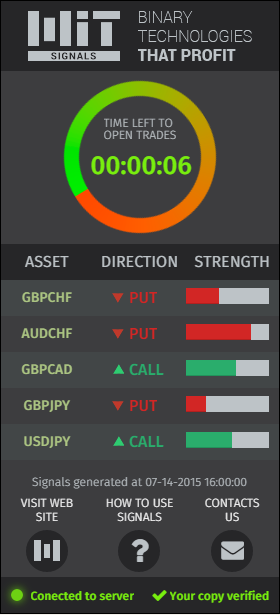 MIT
SIGNALS
BINARY
TECHNOLOGIES
THAT PROFIT
TIME LEFT TO
OPEN TRADES
00:00:06
ASSET DIRECTION STRENGTH
GBPCHF PUT
AUDCHF PUT
GBPCAD CALL
GBPJPY PUT
USDJPY CALL
Signals generated at 07-14-2015 16:00:00
VISIT WEB
SITE
HOW TO USE
SIGNALS
CONTACTS
US
?
Conected to server
Your copy verified